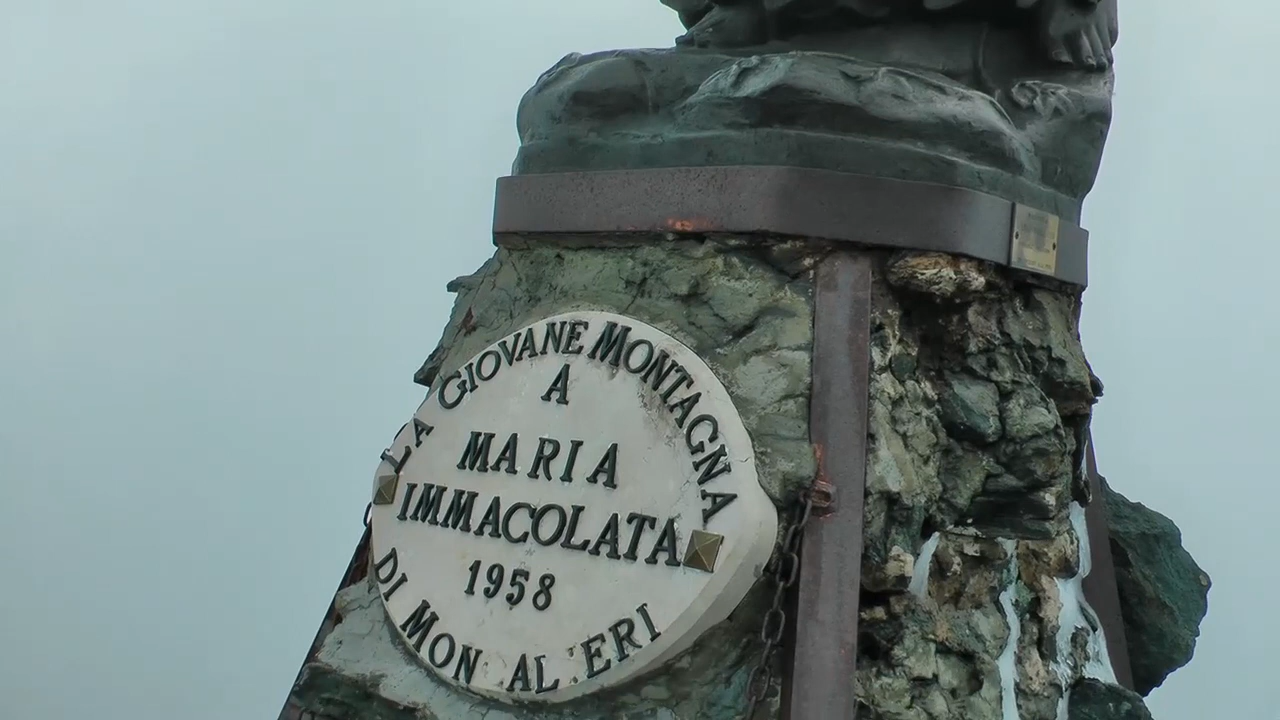 LA GIOVANE MONTAGNA
A
MARIA
IMMACOLATA
1958
DI MON AL ERI